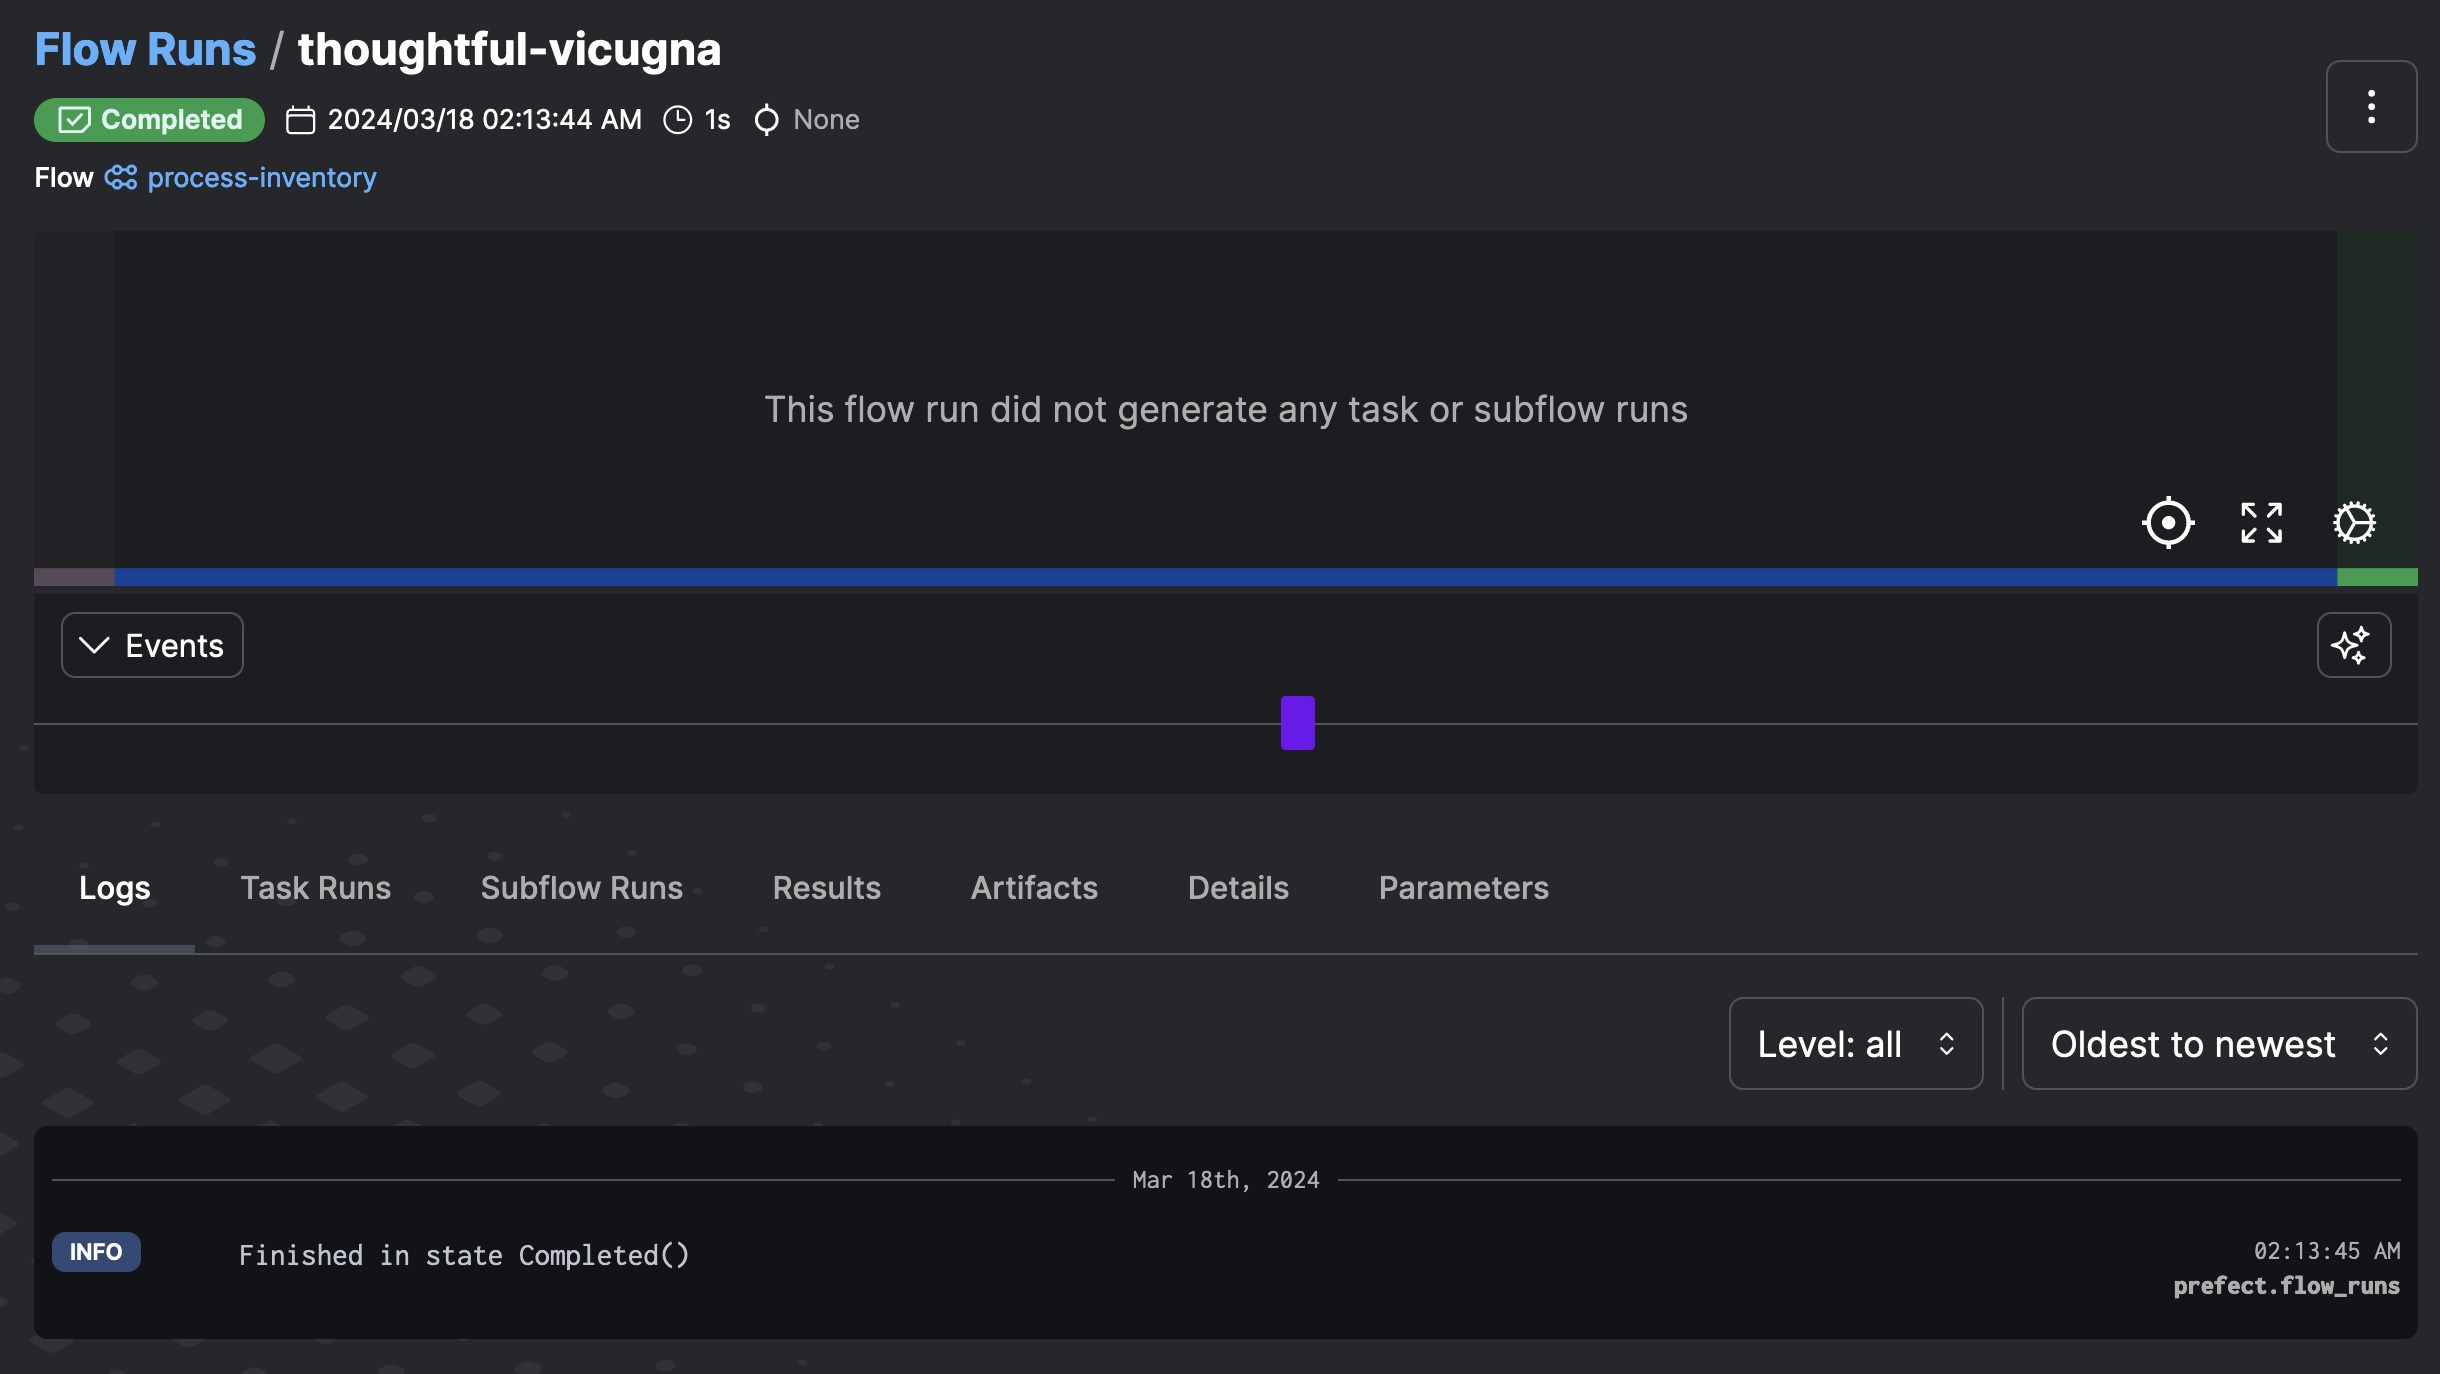 Flow Runs / thoughtful-vicugna
Completed 2024/03/18 02:13:44 AM 1s None
Flow process-inventory
This flow run did not generate any task or subflow runs
Events
Logs Task Runs Subflow Runs Results Artifacts Details Parameters
Level: all Oldest to newest
Mar 18th, 2024
INFO Finished in state Completed() 02:13:45 AM
prefect.flow_runs